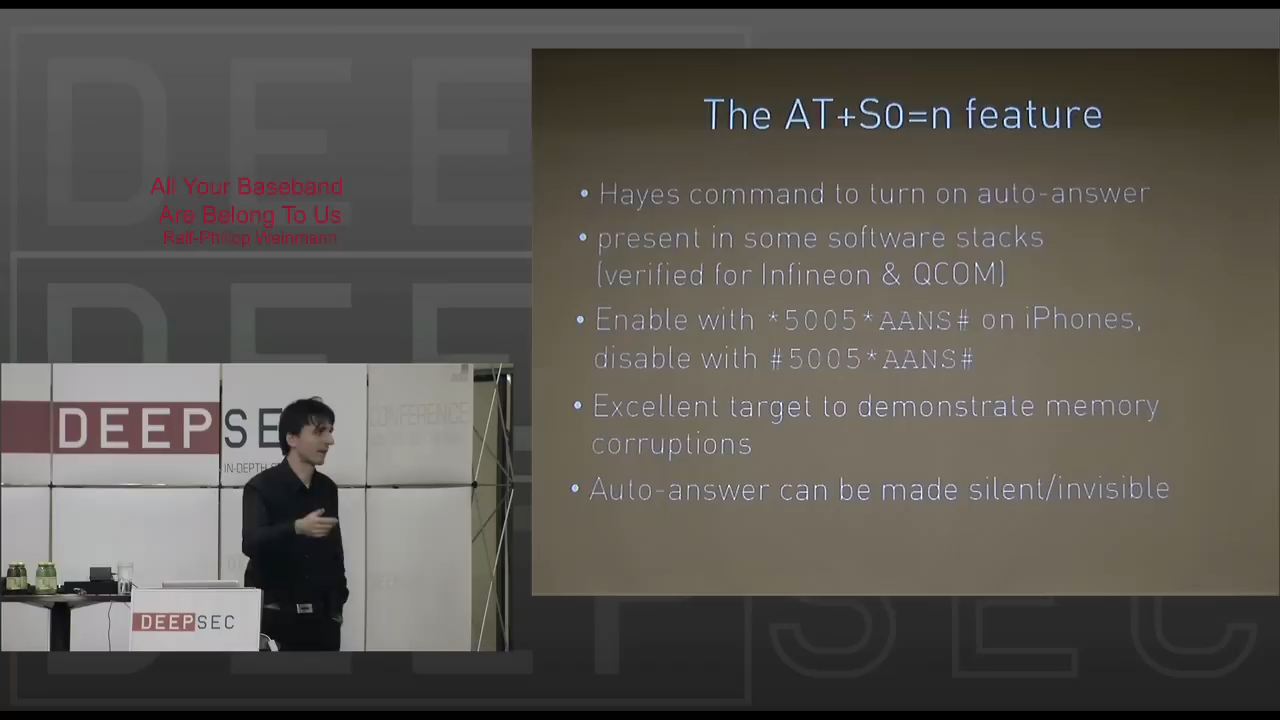 All Your Baseband
Are Belong To Us
Ralf-Philipp Weinmann
The AT+S0=n feature
• Hayes command to turn on auto-answer
• present in some software stacks
(verified for Infineon & QCOM)
• Enable with *5005*AANS# on iPhones,
disable with #5005*AANS#
• Excellent target to demonstrate memory
corruptions
• Auto-answer can be made silent/invisible
DEEPSE
CONFERENCE
IN-DEPTH S
DEEPSEC
DEEP
DEEP
DEEPSEC